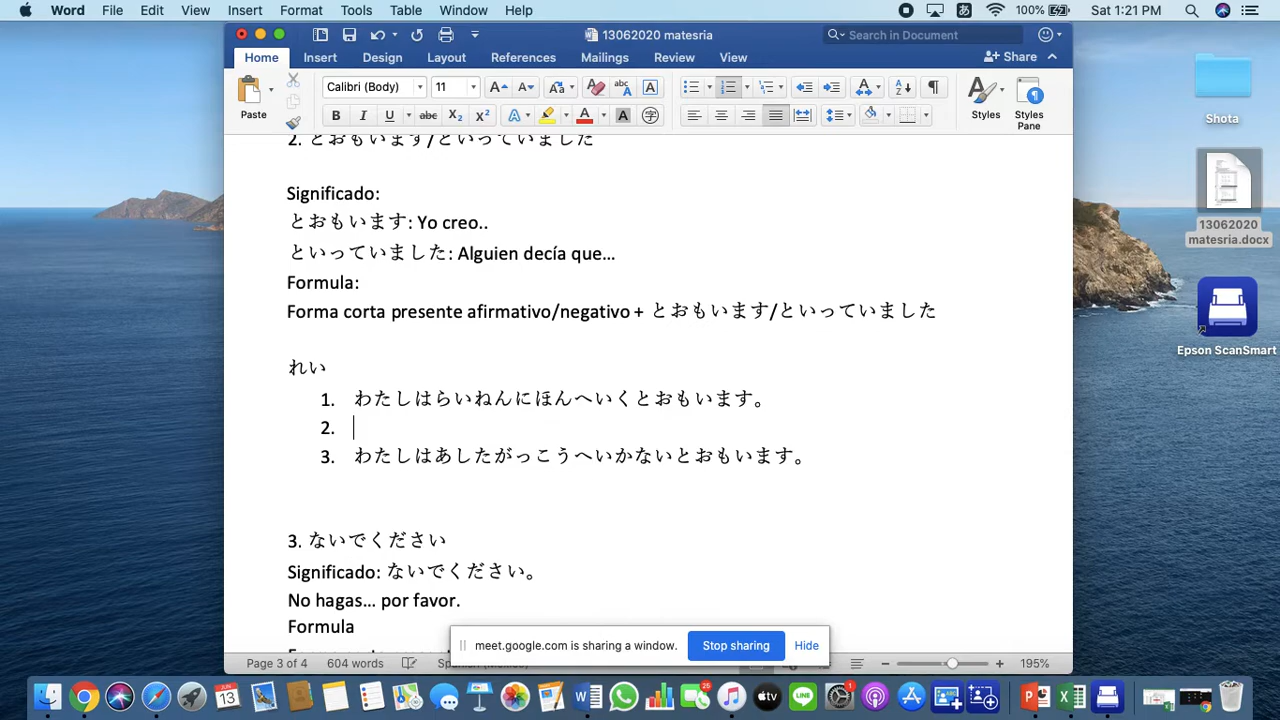 Word File Edit View Insert Format Tools Table Window Help 100% Sat 1:21 PM
13062020 matesria
Search in Document
Home Insert Design Layout References Mailings Review View Share
Paste
Calibri (Body) 11
Styles
Styles Pane
2. とおもいます/といっていました
Significado:
とおもいます: Yo creo..
といっていました: Alguien decía que...
Formula:
Forma corta presente afirmativo/negativo + とおもいます/といっていました
れい
1. わたしはらいねんにほんへいくとおもいます。
2.
3. わたしはあしたがっこうへいかないとおもいます。
3. ないでください
Significado: ないでください。
No hagas... por favor.
Formula
meet.google.com is sharing a window. Stop sharing Hide
Page 3 of 4 604 words 195%
Shota
13062020
matesria.docx
Epson ScanSmart